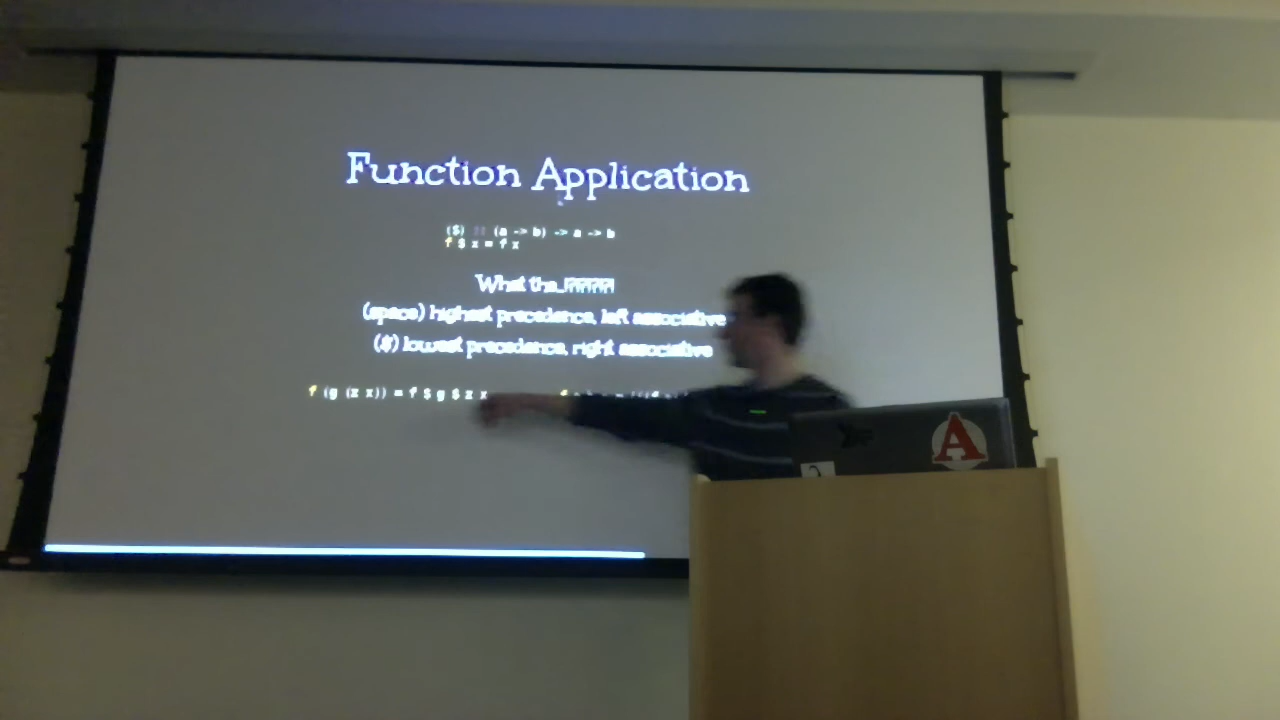 Function Application
($) :: (a -> b) -> a -> b
f $ x = f x
What the
(space) highest precedence, left associative
($) lowest precedence, right associative
f (g (z x)) = f $ g $ z x
A